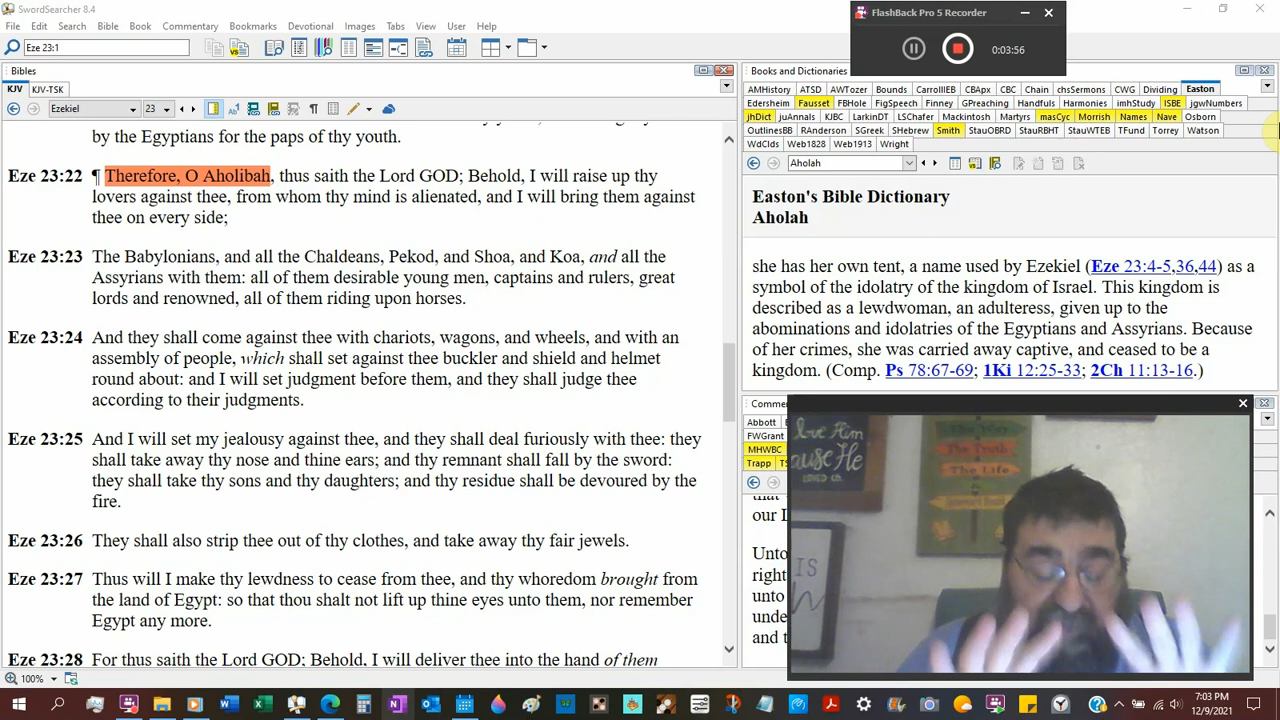 SwordSearcher 8.4
File Edit Search Bible Book Commentary Bookmarks Devotional Images Tabs View User Help
Eze 23:1
FlashBack Pro 5 Recorder
0:03:56
Bibles
KJV KJV-TSK
Ezekiel 23
by the Egyptians for the paps of thy youth.
Eze 23:22 ¶ Therefore, O Aholibah, thus saith the Lord GOD; Behold, I will raise up thy
lovers against thee, from whom thy mind is alienated, and I will bring them against
thee on every side;
Eze 23:23 The Babylonians, and all the Chaldeans, Pekod, and Shoa, and Koa, and all the
Assyrians with them: all of them desirable young men, captains and rulers, great
lords and renowned, all of them riding upon horses.
Eze 23:24 And they shall come against thee with chariots, wagons, and wheels, and with an
assembly of people, which shall set against thee buckler and shield and helmet
round about: and I will set judgment before them, and they shall judge thee
according to their judgments.
Eze 23:25 And I will set my jealousy against thee, and they shall deal furiously with thee: they
shall take away thy nose and thine ears; and thy remnant shall fall by the sword:
they shall take thy sons and thy daughters; and thy residue shall be devoured by the
fire.
Eze 23:26 They shall also strip thee out of thy clothes, and take away thy fair jewels.
Eze 23:27 Thus will I make thy lewdness to cease from thee, and thy whoredom brought from
the land of Egypt: so that thou shalt not lift up thine eyes unto them, nor remember
Egypt any more.
Eze 23:28 For thus saith the Lord GOD; Behold, I will deliver thee into the hand of them
100%
Books and Dictionaries
AMHistory ATSD AWTozer Bounds CarrollIEB CBApx CBC Chain chsSermons CWG Dividing Easton
Edersheim Fausset FBHole FigSpeech Finney GPreaching Handfuls Harmonies imhStudy ISBE jgwNumbers
jhDict juAnnals KJBC LarkinDT LSChafer Mackintosh Martyrs masCyc Morrish Names Nave Osborn
OutlinesBB RAnderson SGreek SHebrew Smith StauOBRD StauRBHT StauWTEB TFund Torrey Watson
WdClds Web1828 Web1913 Wright
Aholah
Easton's Bible Dictionary
Aholah
she has her own tent, a name used by Ezekiel (Eze 23:4-5,36,44) as a
symbol of the idolatry of the kingdom of Israel. This kingdom is
described as a lewdwoman, an adulteress, given up to the
abominations and idolatries of the Egyptians and Assyrians. Because
of her crimes, she was carried away captive, and ceased to be a
kingdom. (Comp. Ps 78:67-69; 1Ki 12:25-33; 2Ch 11:13-16.)
Abbott
FWGrant
MHWBC
Trapp
our
Unto
right
unto
unde
and t
love Him
cause He
LOVED US.
The Way
The Truth
The Life
IS
7:03 PM
12/9/2021